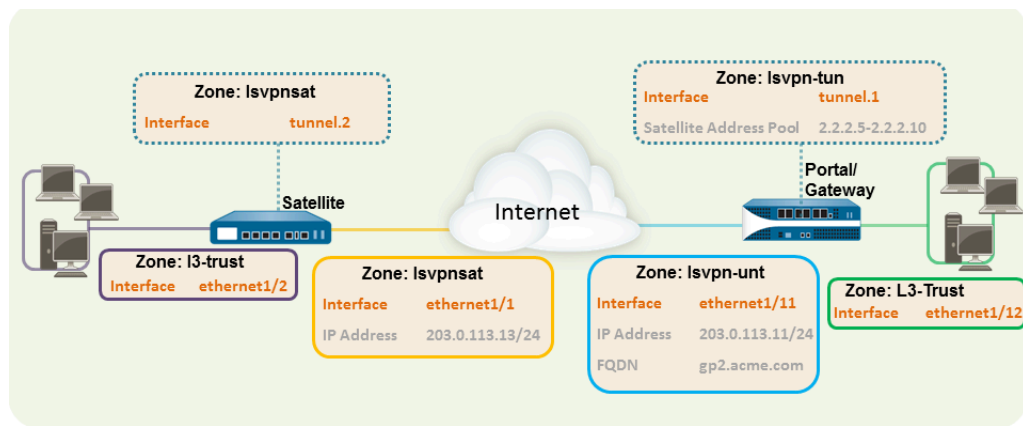 Zone: lsvpnsat
Interface tunnel.2
Zone: lsvpn-tun
Interface tunnel.1
Satellite Address Pool 2.2.2.5-2.2.2.10
Satellite
Internet
Portal/
Gateway
Zone: l3-trust
Interface ethernet1/2
Zone: lsvpnsat
Interface ethernet1/1
IP Address 203.0.113.13/24
Zone: lsvpn-unt
Interface ethernet1/11
IP Address 203.0.113.11/24
FQDN gp2.acme.com
Zone: L3-Trust
Interface ethernet1/12